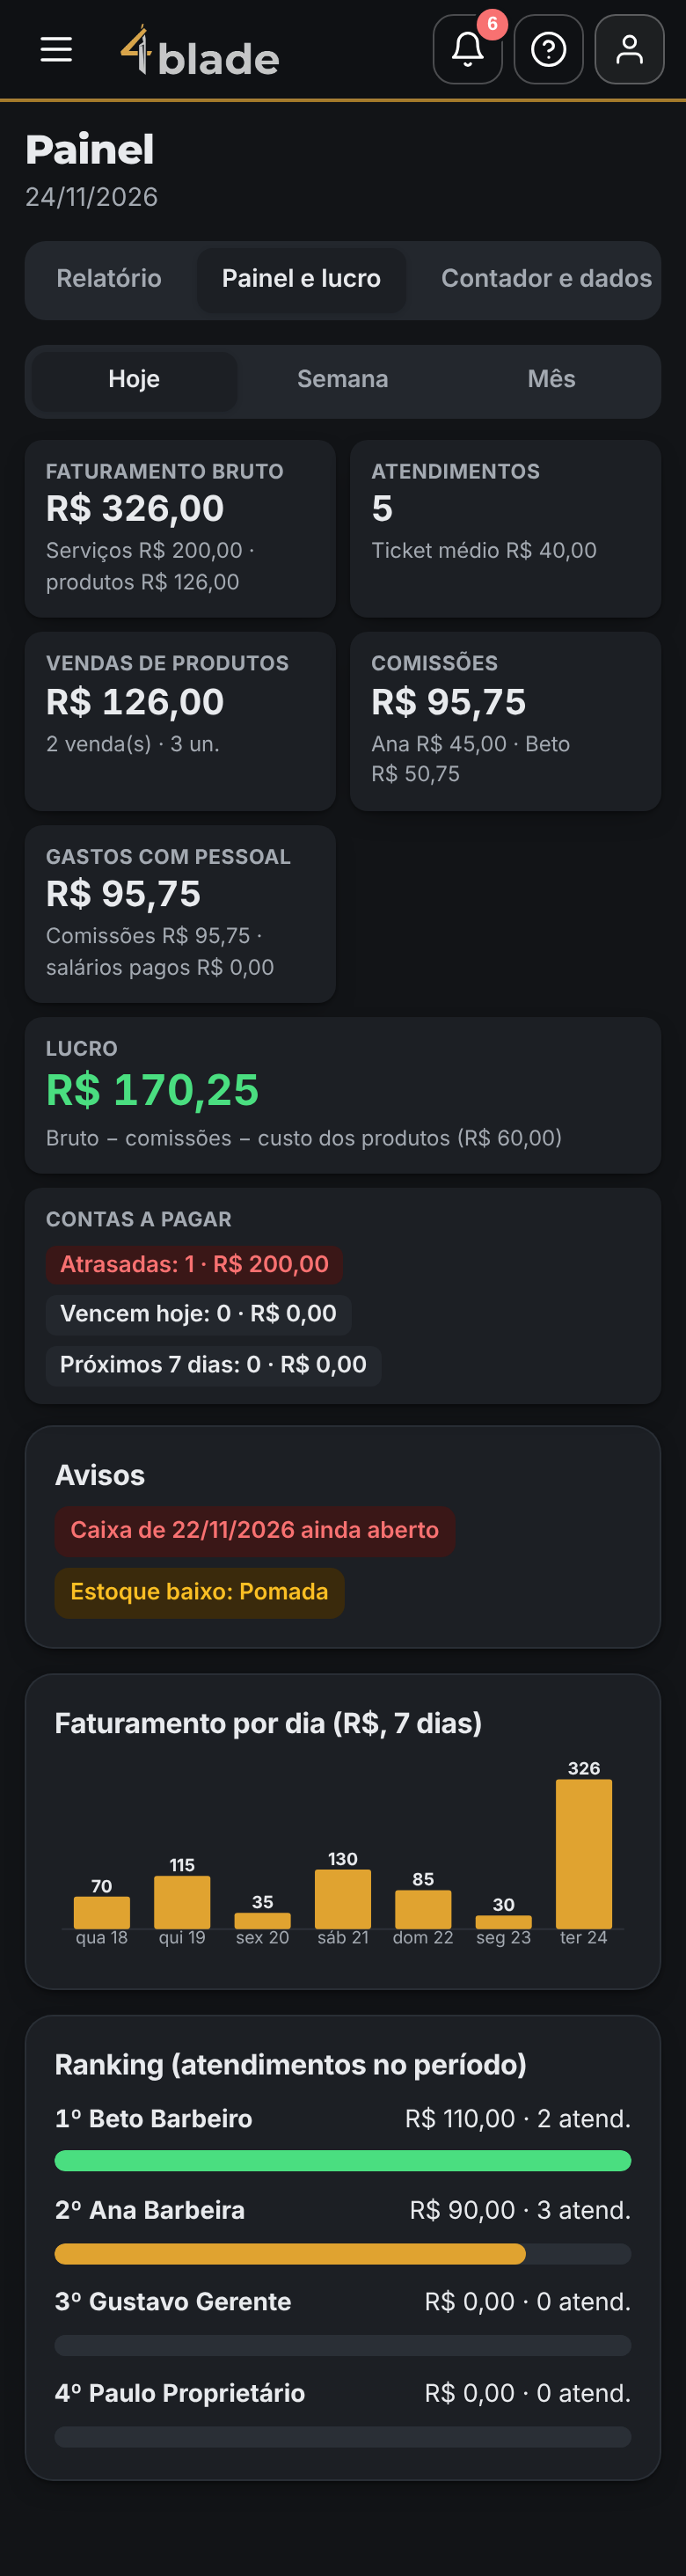 4blade
6
Painel
24/11/2026
Relatório
Painel e lucro
Contador e dados
Hoje
Semana
Mês
FATURAMENTO BRUTO
R$ 326,00
Serviços R$ 200,00 ·
produtos R$ 126,00
ATENDIMENTOS
5
Ticket médio R$ 40,00
VENDAS DE PRODUTOS
R$ 126,00
2 venda(s) · 3 un.
COMISSÕES
R$ 95,75
Ana R$ 45,00 · Beto
R$ 50,75
GASTOS COM PESSOAL
R$ 95,75
Comissões R$ 95,75 ·
salários pagos R$ 0,00
LUCRO
R$ 170,25
Bruto − comissões − custo dos produtos (R$ 60,00)
CONTAS A PAGAR
Atrasadas: 1 · R$ 200,00
Vencem hoje: 0 · R$ 0,00
Próximos 7 dias: 0 · R$ 0,00
Avisos
Caixa de 22/11/2026 ainda aberto
Estoque baixo: Pomada
Faturamento por dia (R$, 7 dias)
70
115
35
130
85
30
326
qua 18
qui 19
sex 20
sáb 21
dom 22
seg 23
ter 24
Ranking (atendimentos no período)
1º Beto Barbeiro
R$ 110,00 · 2 atend.
2º Ana Barbeira
R$ 90,00 · 3 atend.
3º Gustavo Gerente
R$ 0,00 · 0 atend.
4º Paulo Proprietário
R$ 0,00 · 0 atend.